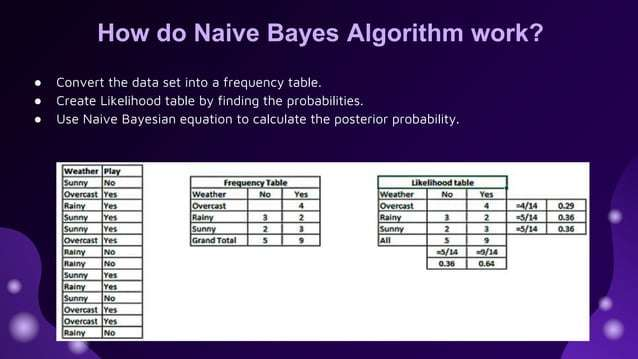 How do Naive Bayes Algorithm work?
● Convert the data set into a frequency table.
● Create Likelihood table by finding the probabilities.
● Use Naive Bayesian equation to calculate the posterior probability.
Weather Play
Sunny No
Overcast Yes
Rainy Yes
Sunny Yes
Sunny Yes
Overcast Yes
Rainy No
Rainy No
Sunny Yes
Rainy Yes
Sunny No
Overcast Yes
Overcast Yes
Rainy No
Frequency Table
Weather No Yes
Overcast 4
Rainy 3 2
Sunny 2 3
Grand Total 5 9
Likelihood table
Weather No Yes
Overcast 4 =4/14 0.29
Rainy 3 2 =5/14 0.36
Sunny 2 3 =5/14 0.36
All 5 9
=5/14 =9/14
0.36 0.64